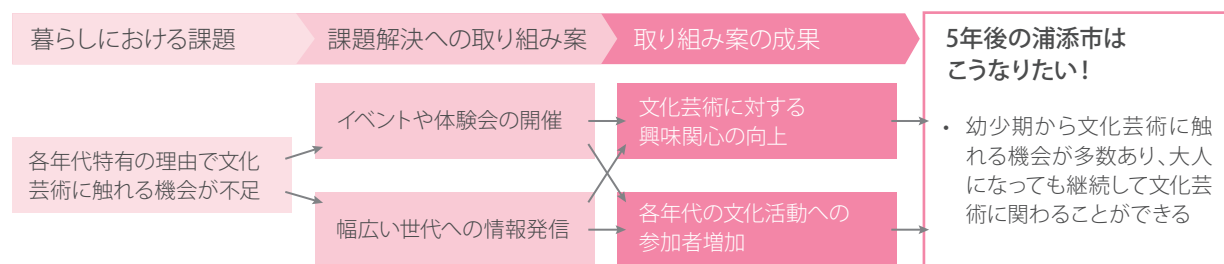 暮らしにおける課題
課題解決への取り組み案
取り組み案の成果
5年後の浦添市は
こうなりたい!
各年代特有の理由で文化
芸術に触れる機会が不足
イベントや体験会の開催
幅広い世代への情報発信
文化芸術に対する
興味関心の向上
各年代の文化活動への
参加者増加
・ 幼少期から文化芸術に触
れる機会が多数あり、大人
になっても継続して文化芸
術に関わることができる